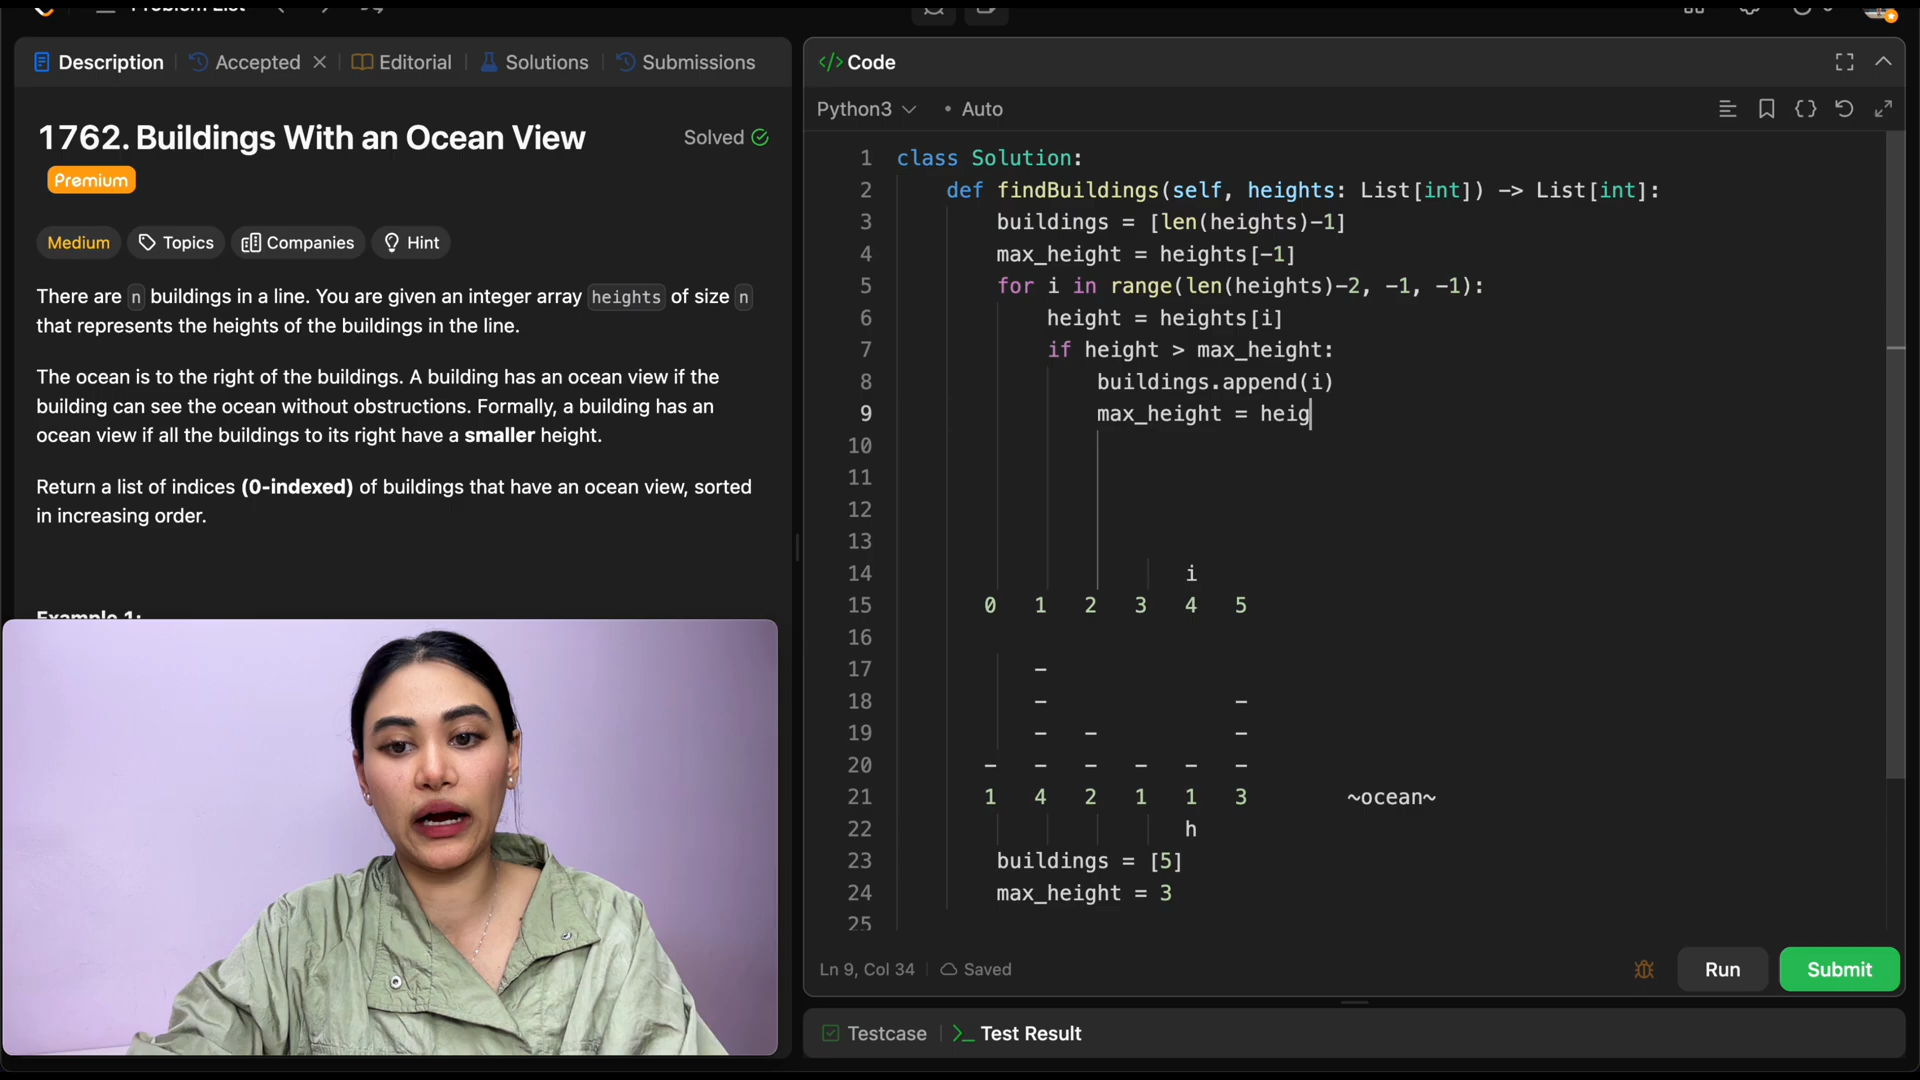 Problem List
Description
Accepted
Editorial
Solutions
Submissions
1762. Buildings With an Ocean View
Solved
Premium
Medium
Topics
Companies
Hint
There are n buildings in a line. You are given an integer array heights of size n
that represents the heights of the buildings in the line.
The ocean is to the right of the buildings. A building has an ocean view if the
building can see the ocean without obstructions. Formally, a building has an
ocean view if all the buildings to its right have a smaller height.
Return a list of indices (0-indexed) of buildings that have an ocean view, sorted
in increasing order.
Example 1:
</> Code
Python3
• Auto
1 class Solution:
2 def findBuildings(self, heights: List[int]) -> List[int]:
3 buildings = [len(heights)-1]
4 max_height = heights[-1]
5 for i in range(len(heights)-2, -1, -1):
6 height = heights[i]
7 if height > max_height:
8 buildings.append(i)
9 max_height = heig
10
11
12
13
14 i
15 0 1 2 3 4 5
16
17 -
18 - -
19 - - -
20 - - - - - -
21 1 4 2 1 1 3 ~ocean~
22 h
23 buildings = [5]
24 max_height = 3
25
Ln 9, Col 34
Saved
Run
Submit
Testcase
Test Result